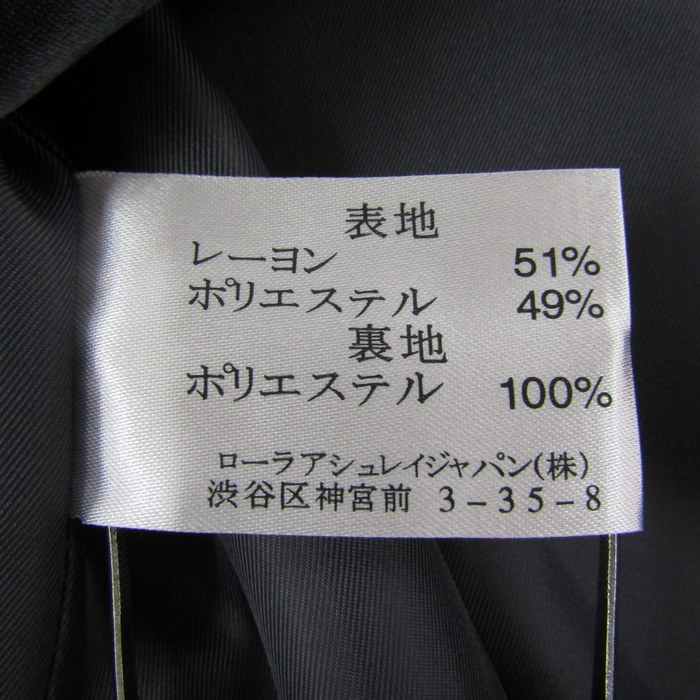 表地
レーヨン 51%
ポリエステル 49%
裏地
ポリエステル 100%
ローラアシュレイジャパン(株)
渋谷区神宮前 3-35-8